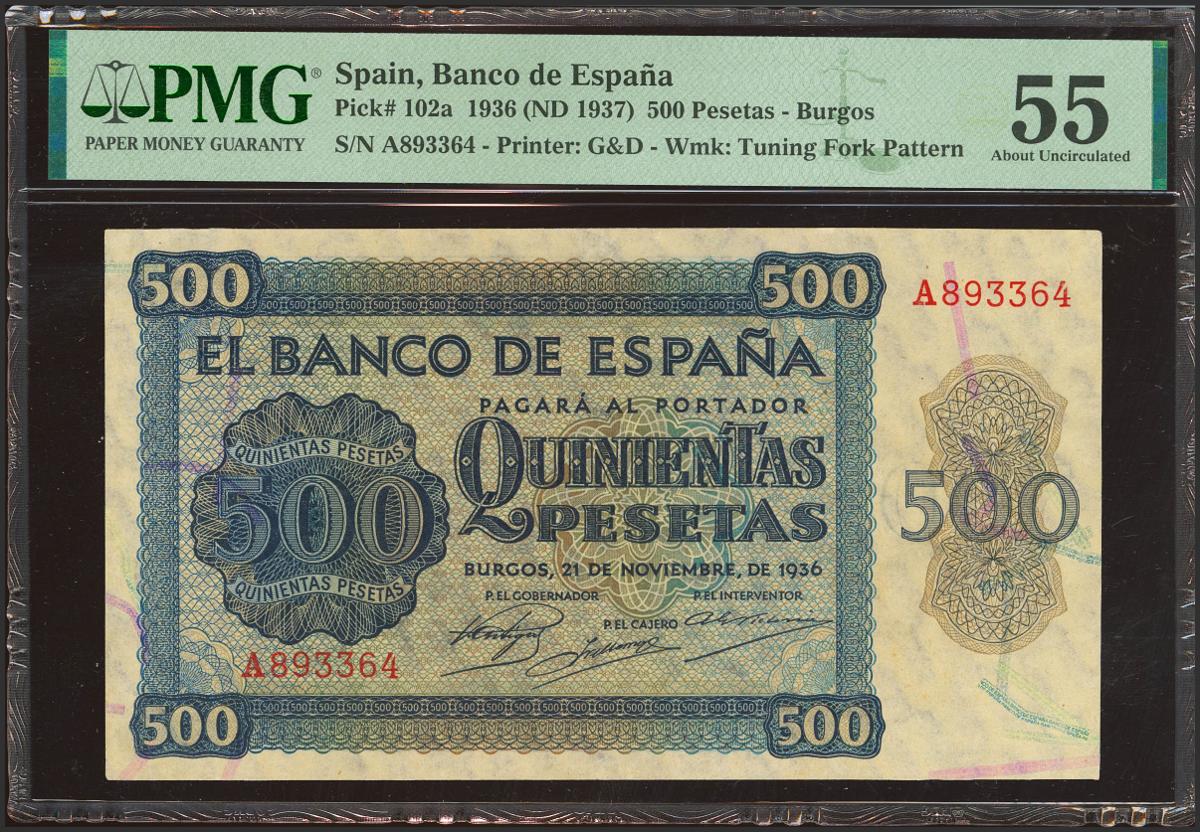 PMG®
PAPER MONEY GUARANTY
Spain, Banco de España
Pick# 102a 1936 (ND 1937) 500 Pesetas - Burgos
S/N A893364 - Printer: G&D - Wmk: Tuning Fork Pattern
55
About Uncirculated
500
500
A893364
EL BANCO DE ESPAÑA
PAGARÁ AL PORTADOR
QUINIENTAS PESETAS
500
QUINIENTAS PESETAS
QUINIENTAS
PESETAS
500
BURGOS, 21 DE NOVIEMBRE, DE 1936
P. EL GOBERNADOR
P. EL INTERVENTOR
P. EL CAJERO
A893364
500
500